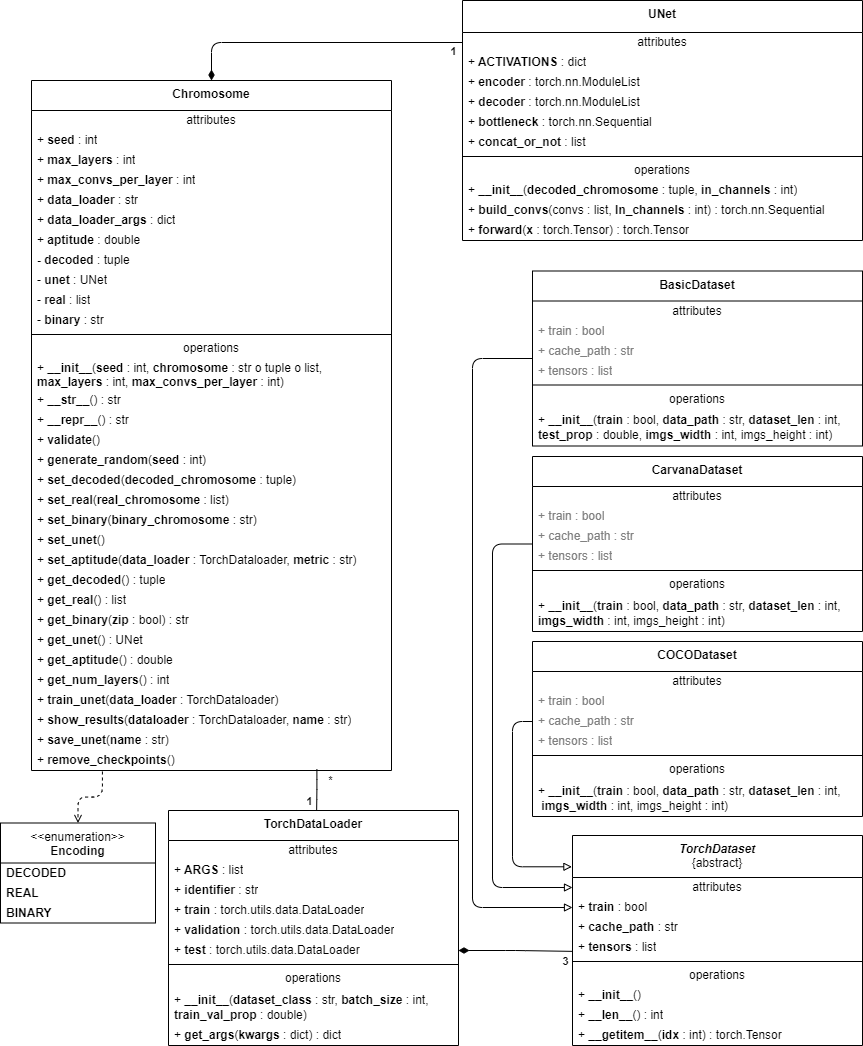 UNet
attributes
+ ACTIVATIONS : dict
+ encoder : torch.nn.ModuleList
+ decoder : torch.nn.ModuleList
+ bottleneck : torch.nn.Sequential
+ concat_or_not : list
operations
+ __init__(decoded_chromosome : tuple, in_channels : int)
+ build_convs(convs : list, In_channels : int) : torch.nn.Sequential
+ forward(x : torch.Tensor) : torch.Tensor
1
Chromosome
attributes
+ seed : int
+ max_layers : int
+ max_convs_per_layer : int
+ data_loader : str
+ data_loader_args : dict
+ aptitude : double
- decoded : tuple
- unet : UNet
- real : list
- binary : str
operations
+ __init__(seed : int, chromosome : str o tuple o list,
max_layers : int, max_convs_per_layer : int)
+ __str__() : str
+ __repr__() : str
+ validate()
+ generate_random(seed : int)
+ set_decoded(decoded_chromosome : tuple)
+ set_real(real_chromosome : list)
+ set_binary(binary_chromosome : str)
+ set_unet()
+ set_aptitude(data_loader : TorchDataloader, metric : str)
+ get_decoded() : tuple
+ get_real() : list
+ get_binary(zip : bool) : str
+ get_unet() : UNet
+ get_aptitude() : double
+ get_num_layers() : int
+ train_unet(data_loader : TorchDataloader)
+ show_results(dataloader : TorchDataloader, name : str)
+ save_unet(name : str)
+ remove_checkpoints()
BasicDataset
attributes
+ train : bool
+ cache_path : str
+ tensors : list
operations
+ __init__(train : bool, data_path : str, dataset_len : int,
test_prop : double, imgs_width : int, imgs_height : int)
CarvanaDataset
attributes
+ train : bool
+ cache_path : str
+ tensors : list
operations
+ __init__(train : bool, data_path : str, dataset_len : int,
imgs_width : int, imgs_height : int)
COCODataset
attributes
+ train : bool
+ cache_path : str
+ tensors : list
operations
+ __init__(train : bool, data_path : str, dataset_len : int,
imgs_width : int, imgs_height : int)
*
1
<<enumeration>>
Encoding
DECODED
REAL
BINARY
TorchDataLoader
attributes
+ ARGS : list
+ identifier : str
+ train : torch.utils.data.DataLoader
+ validation : torch.utils.data.DataLoader
+ test : torch.utils.data.DataLoader
operations
+ __init__(dataset_class : str, batch_size : int,
train_val_prop : double)
+ get_args(kwargs : dict) : dict
3
TorchDataset
{abstract}
attributes
+ train : bool
+ cache_path : str
+ tensors : list
operations
+ __init__()
+ __len__() : int
+ __getitem__(idx : int) : torch.Tensor